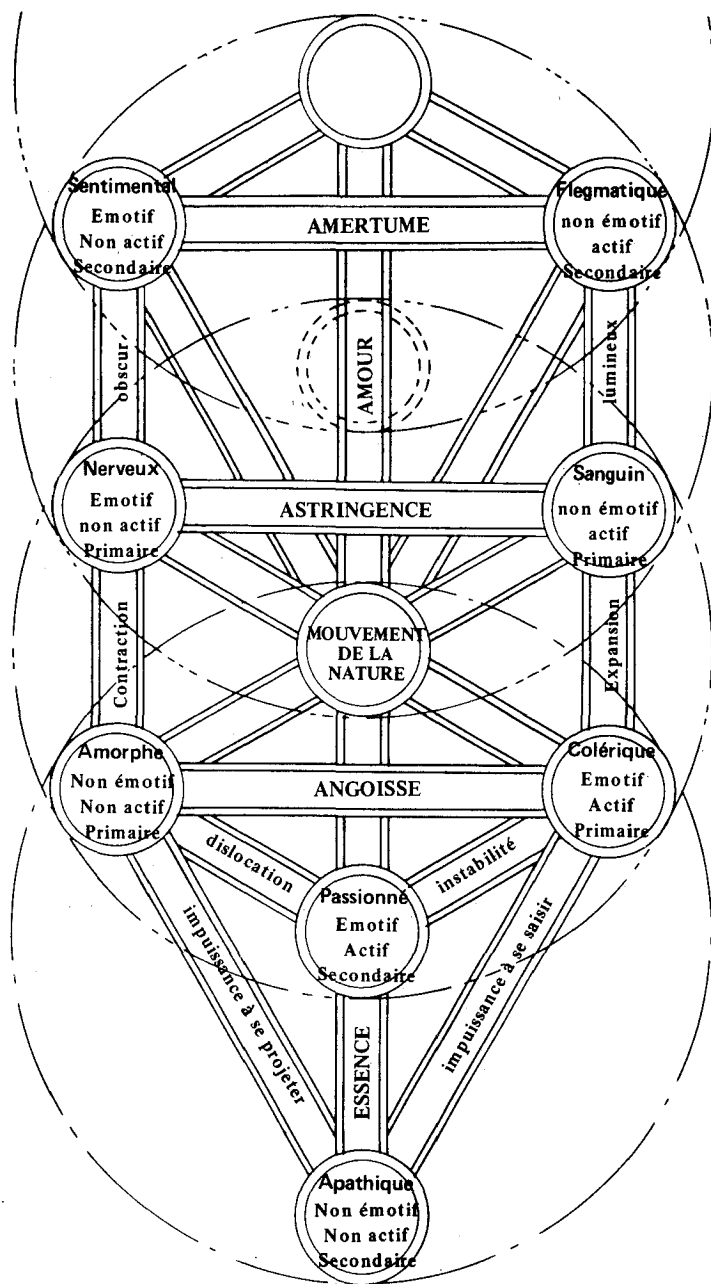 Sentimental
Emotif
Non actif
Secondaire
AMERTUME
Flegmatique
non émotif
actif
Secondaire
obscur
AMOUR
lumineux
Nerveux
Emotif
non actif
Primaire
ASTRINGENCE
Sanguin
non émotif
actif
Primaire
Contraction
MOUVEMENT
DE LA
NATURE
Expansion
Amorphe
Non émotif
Non actif
Primaire
ANGOISSE
Colérique
Emotif
Actif
Primaire
dislocation
instabilité
Passionné
Emotif
Actif
Secondaire
impuissance à se projeter
impuissance à se saisir
ESSENCE
Apathique
Non émotif
Non actif
Secondaire